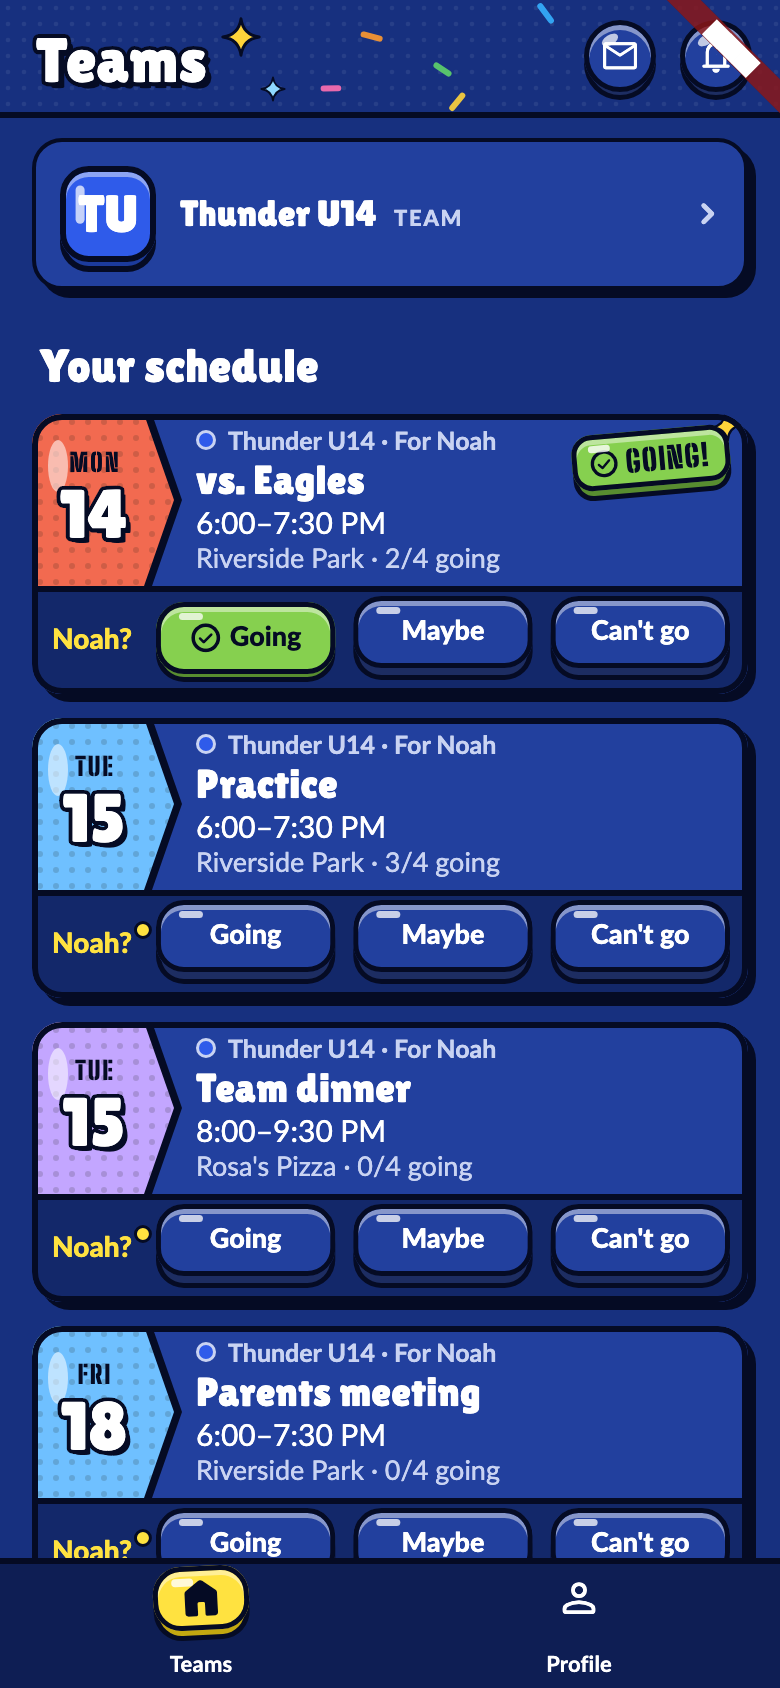 Teams
TU
Thunder U14 TEAM
Your schedule
MON
14
Thunder U14 · For Noah
vs. Eagles
6:00–7:30 PM
Riverside Park · 2/4 going
GOING!
Noah?
Going
Maybe
Can't go
TUE
15
Thunder U14 · For Noah
Practice
6:00–7:30 PM
Riverside Park · 3/4 going
Noah?
Going
Maybe
Can't go
TUE
15
Thunder U14 · For Noah
Team dinner
8:00–9:30 PM
Rosa's Pizza · 0/4 going
Noah?
Going
Maybe
Can't go
FRI
18
Thunder U14 · For Noah
Parents meeting
6:00–7:30 PM
Riverside Park · 0/4 going
Noah?
Going
Maybe
Can't go
Teams
Profile